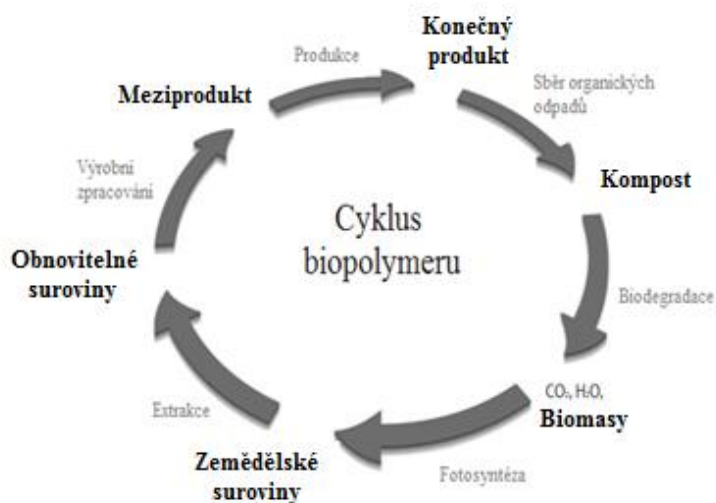 Konečný
produkt
Produkce
Sběr organických
odpadů
Meziprodukt
Kompost
Výrobní
zpracování
Cyklus
biopolymeru
Obnovitelné
suroviny
Biodegradace
CO₂, H₂O,
Biomasy
Extrakce
Zemědělské
suroviny
Fotosyntéza